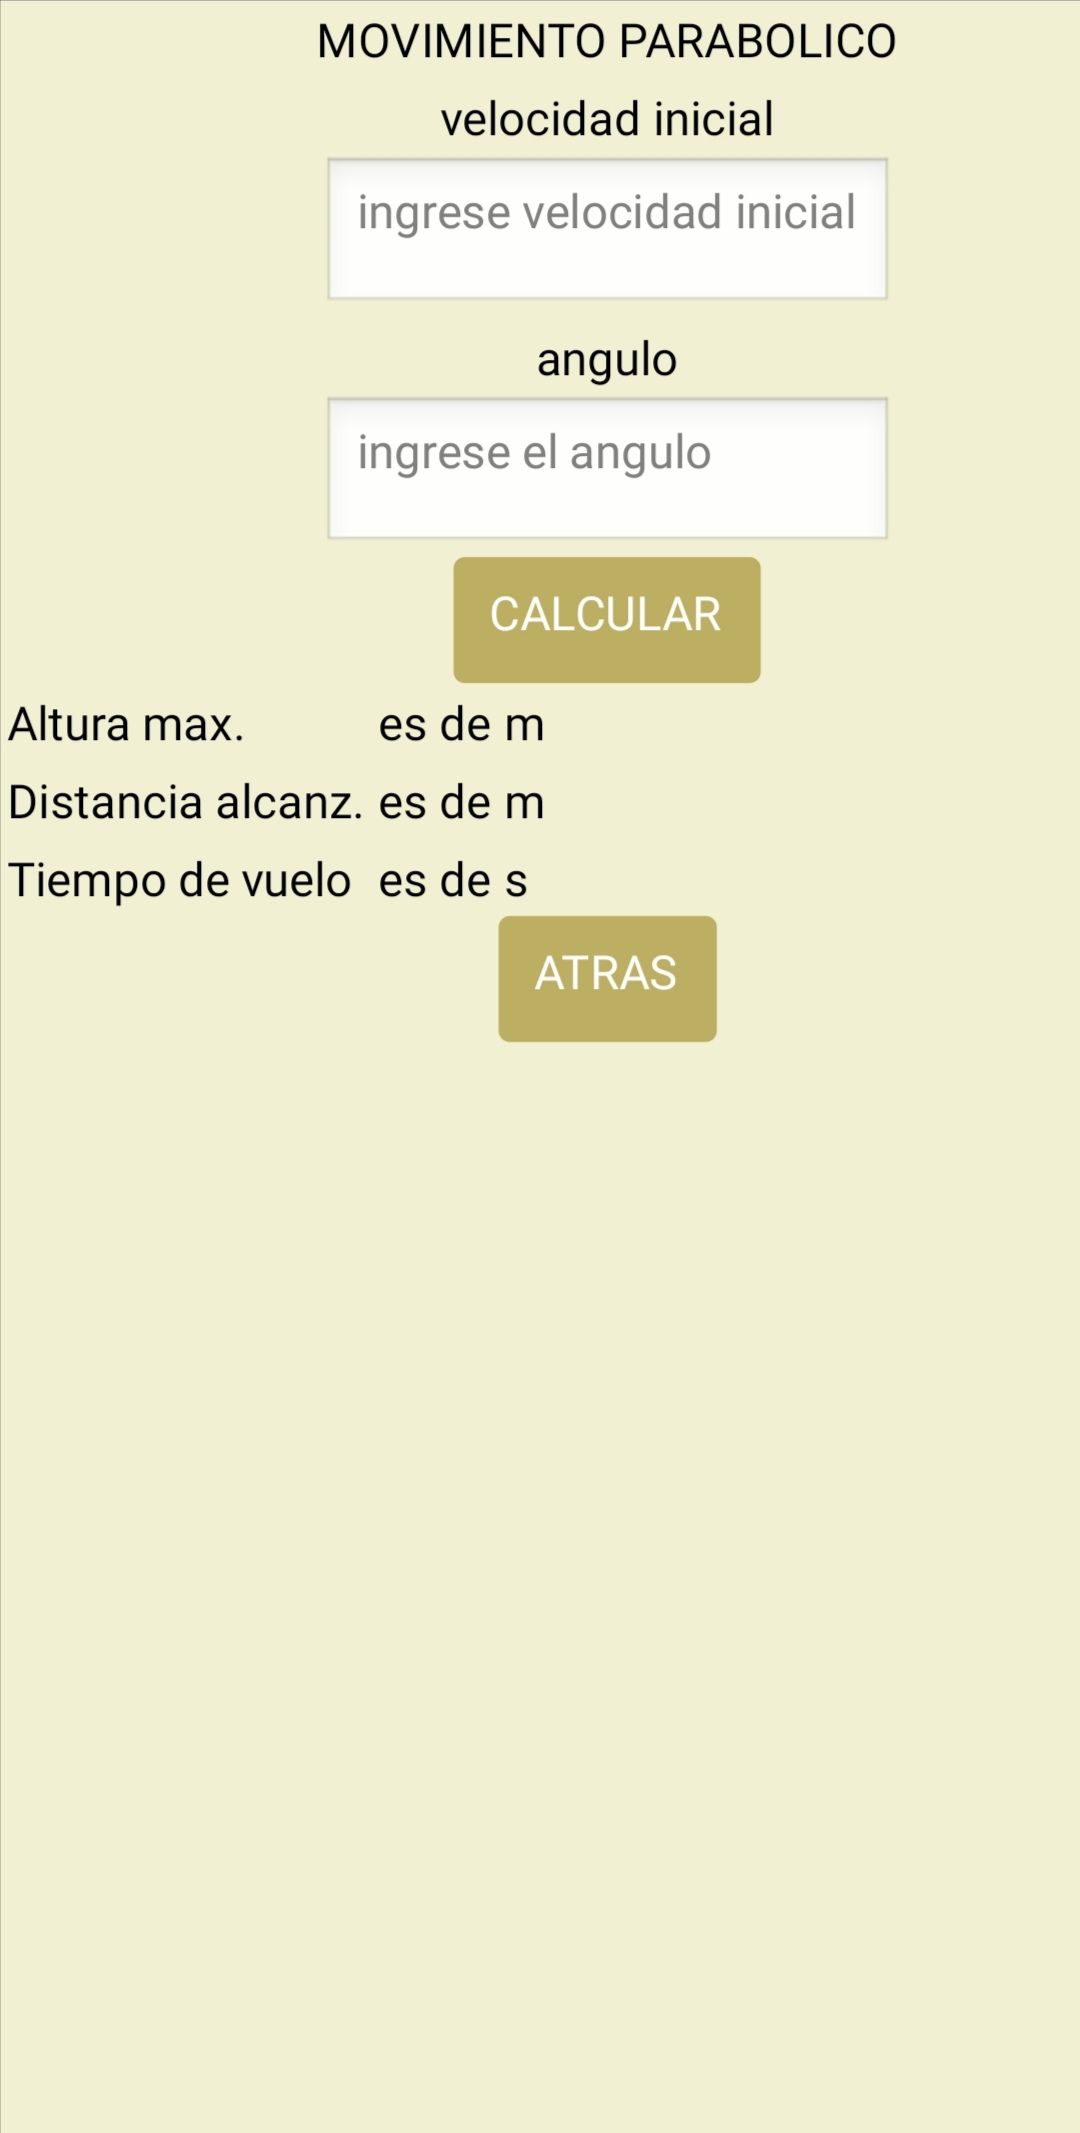 MOVIMIENTO PARABOLICO
velocidad inicial
ingrese velocidad inicial
angulo
ingrese el angulo
CALCULAR
Altura max. es de m
Distancia alcanz. es de m
Tiempo de vuelo es de s
ATRAS